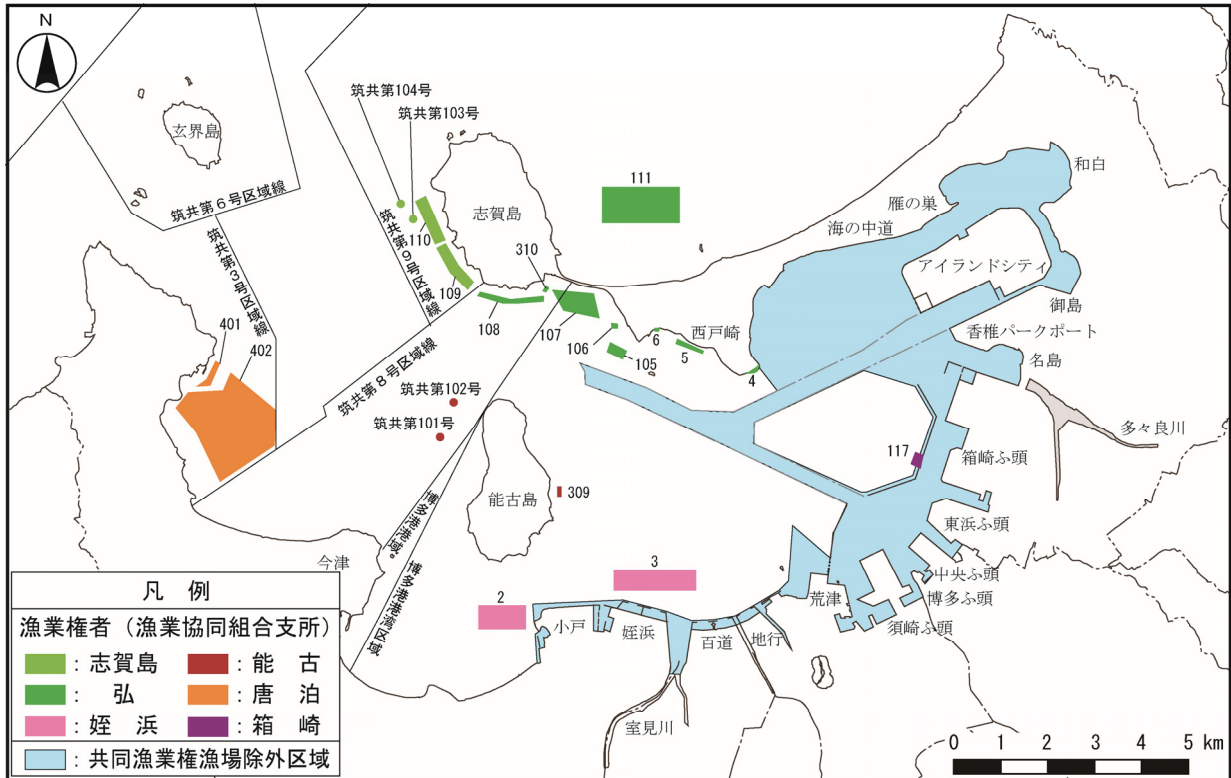 N
玄界島
筑共第104号
筑共第103号
筑共第6号区域線
筑共第3号区域線
筑共第9号区域線
110
109
志賀島
111
310
108
107
106
105
6
5
4
西戸崎
和白
雁の巣
海の中道
アイランドシティ
御島
香椎パークポート
名島
多々良川
401
402
筑共第8号区域線
筑共第102号
筑共第101号
117
箱崎ふ頭
能古島
309
東浜ふ頭
博多港港域。
博多港港湾区域
今津
中央ふ頭
博多ふ頭
須崎ふ頭
荒津
3
2
小戸
姪浜
百道
地行
室見川
凡 例
漁業権者（漁業協同組合支所）
：志賀島
：能 古
：弘
：唐 泊
：姪 浜
：箱 崎
：共同漁業権漁場除外区域
0 1 2 3 4 5 km